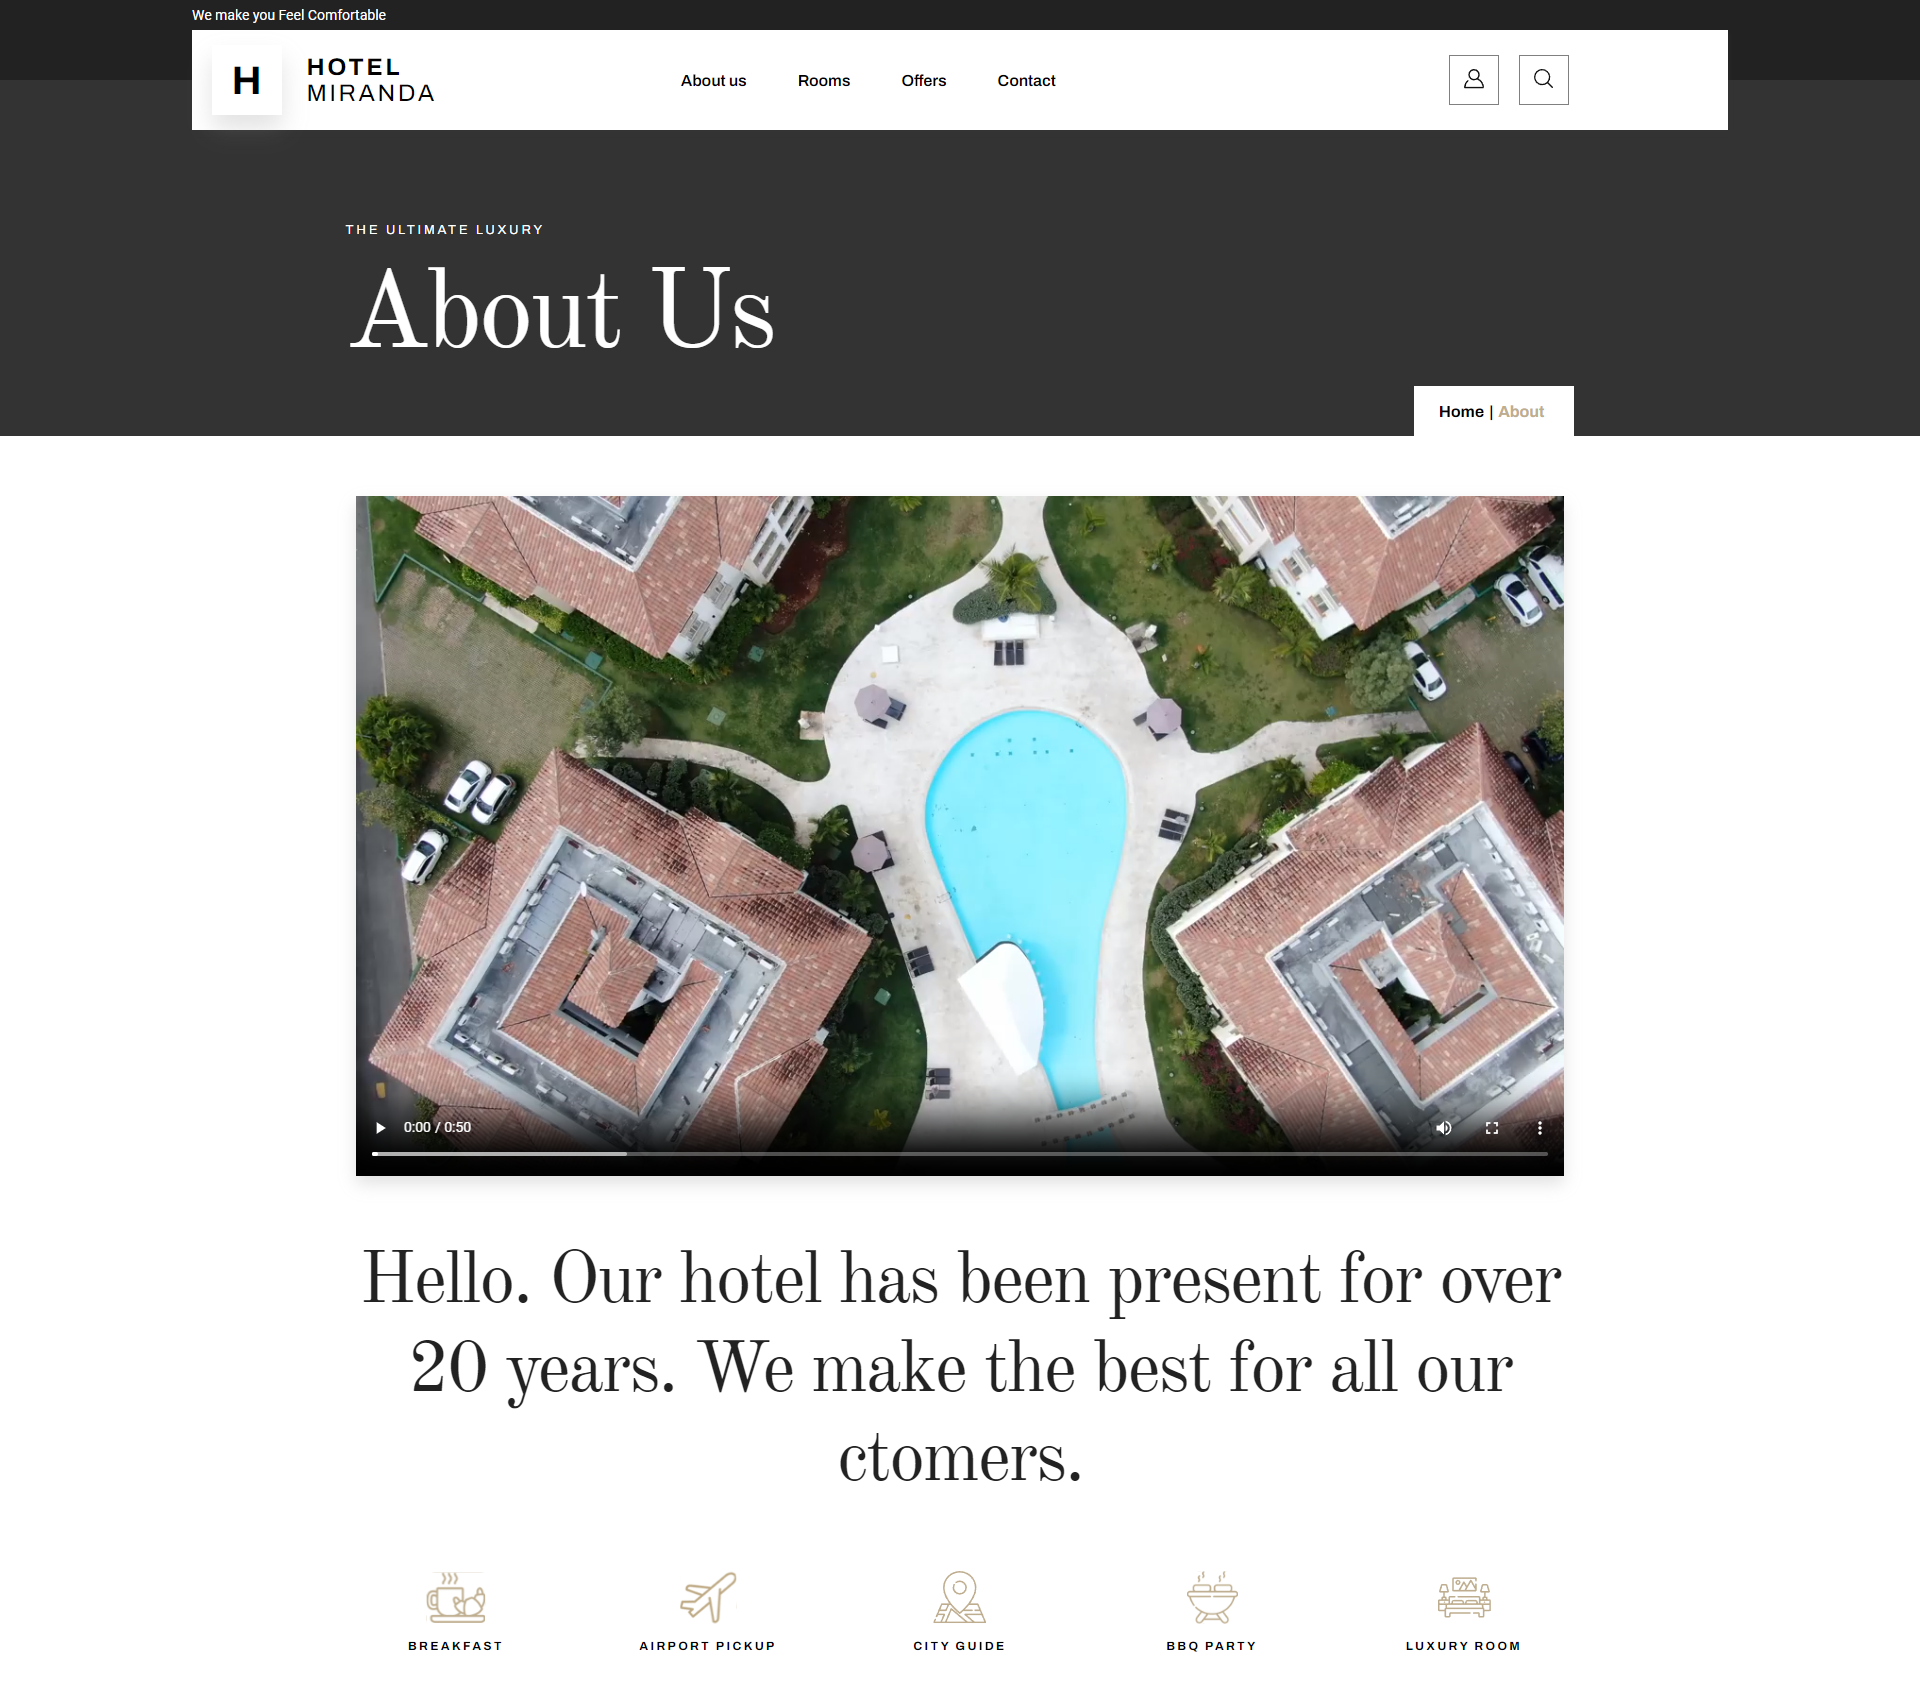 We make you Feel Comfortable
H
HOTEL
MIRANDA
About us
Rooms
Offers
Contact
THE ULTIMATE LUXURY
About Us
Home | About
0:00 / 0:50
Hello. Our hotel has been present for over
20 years. We make the best for all our
ctomers.
BREAKFAST
AIRPORT PICKUP
CITY GUIDE
BBQ PARTY
LUXURY ROOM